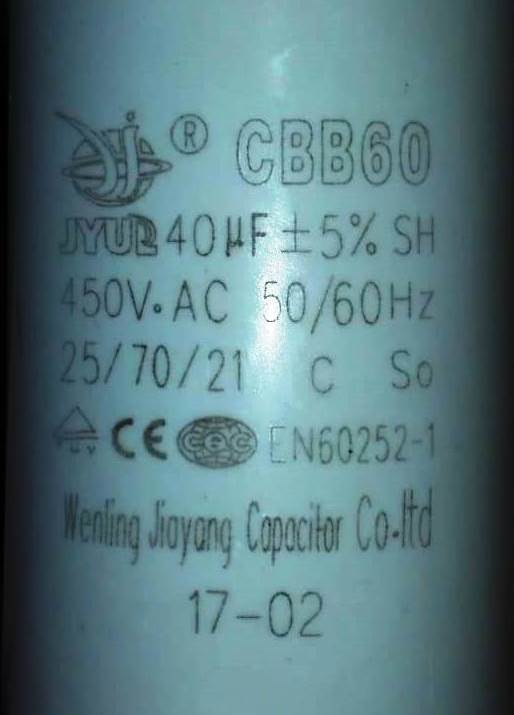 ® CBB60
JYUL 40µF ±5% SH
450V.AC 50/60Hz
25/70/21 C So
CE CQC EN60252-1
Wenling Jiayang Capacitor Co.ltd
17-02